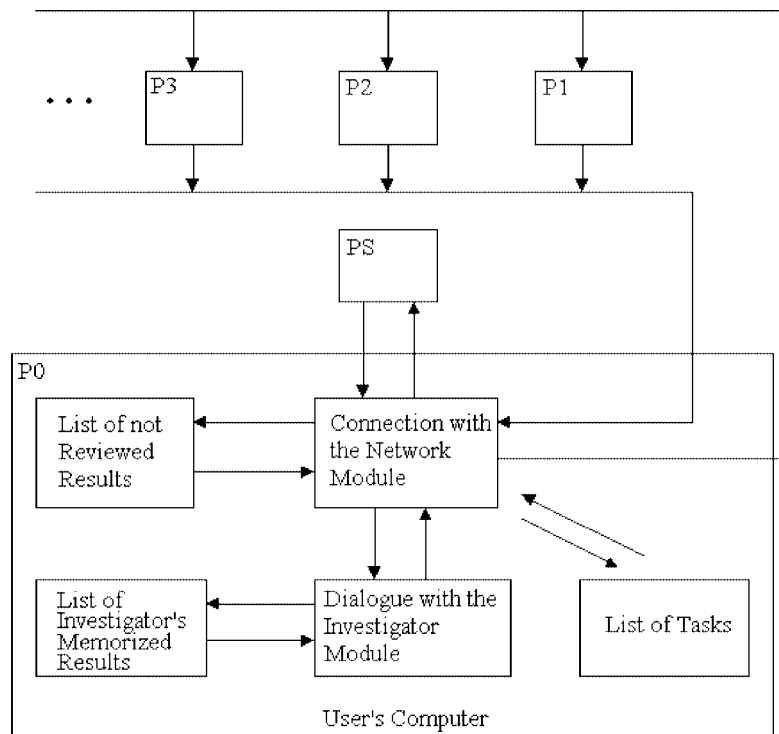 P3
P2
P1
. . .
PS
P0
List of not
Reviewed
Results
Connection with
the Network
Module
List of
Investigator's
Memorized
Results
Dialogue with the
Investigator
Module
List of Tasks
User's Computer